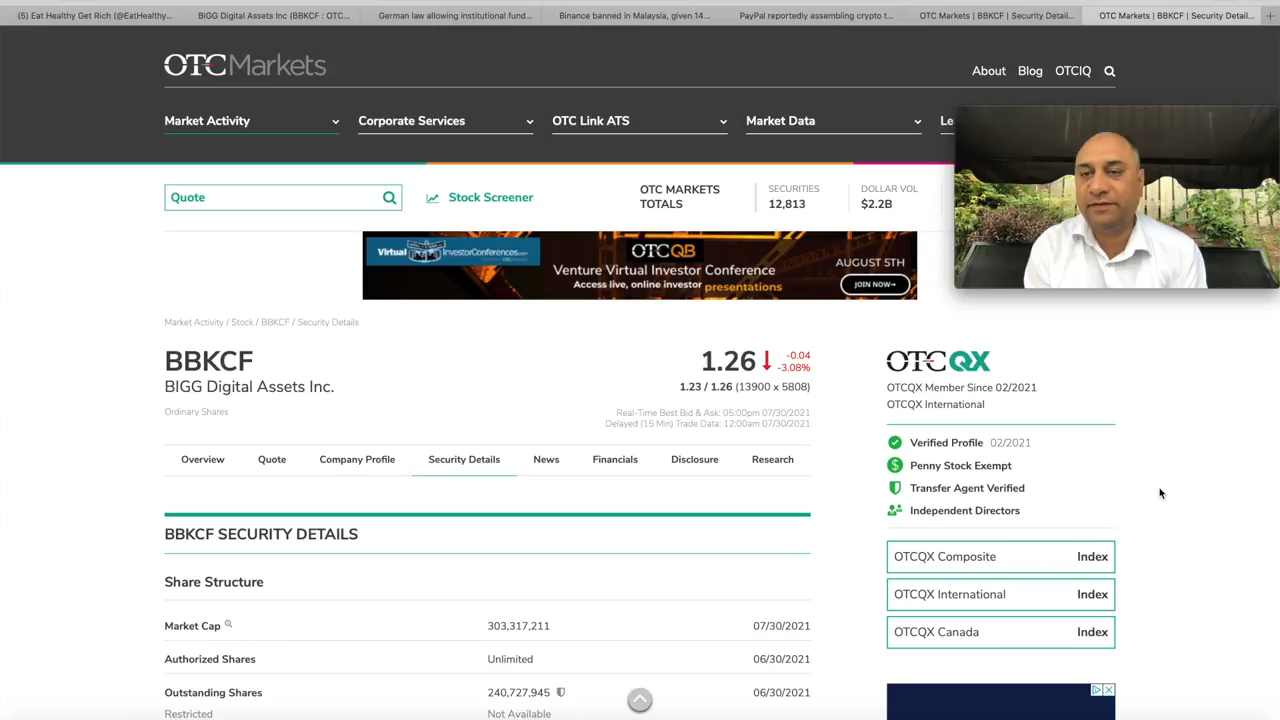 (5) Eat Healthy Get Rich (@EatHealthy...
BIGG Digital Assets Inc (BBKCF : OTC...
German law allowing institutional fund...
Binance banned in Malaysia, given 14...
PayPal reportedly assembling crypto t...
OTC Markets | BBKCF | Security Detail...
OTC Markets | BBKCF | Security Detail...
OTCMarkets
About Blog OTCIQ
Market Activity
Corporate Services
OTC Link ATS
Market Data
Le
Quote
Stock Screener
OTC MARKETS
TOTALS
SECURITIES
12,813
DOLLAR VOL
$2.2B
Virtual InvestorConferences.com
OTCQB
Venture Virtual Investor Conference
Access live, online investor presentations
AUGUST 5TH
JOIN NOW→
Market Activity / Stock / BBKCF / Security Details
BBKCF
BIGG Digital Assets Inc.
Ordinary Shares
1.26
-0.04
-3.08%
1.23 / 1.26 (13900 x 5808)
Real-Time Best Bid & Ask: 05:00pm 07/30/2021
Delayed (15 Min) Trade Data: 12:00am 07/30/2021
OTCQX
OTCQX Member Since 02/2021
OTCQX International
Verified Profile 02/2021
Penny Stock Exempt
Transfer Agent Verified
Independent Directors
Overview Quote Company Profile Security Details News Financials Disclosure Research
BBKCF SECURITY DETAILS
Share Structure
Market Cap 303,317,211 07/30/2021
Authorized Shares Unlimited 06/30/2021
Outstanding Shares 240,727,945 06/30/2021
Restricted Not Available
OTCQX Composite Index
OTCQX International Index
OTCQX Canada Index